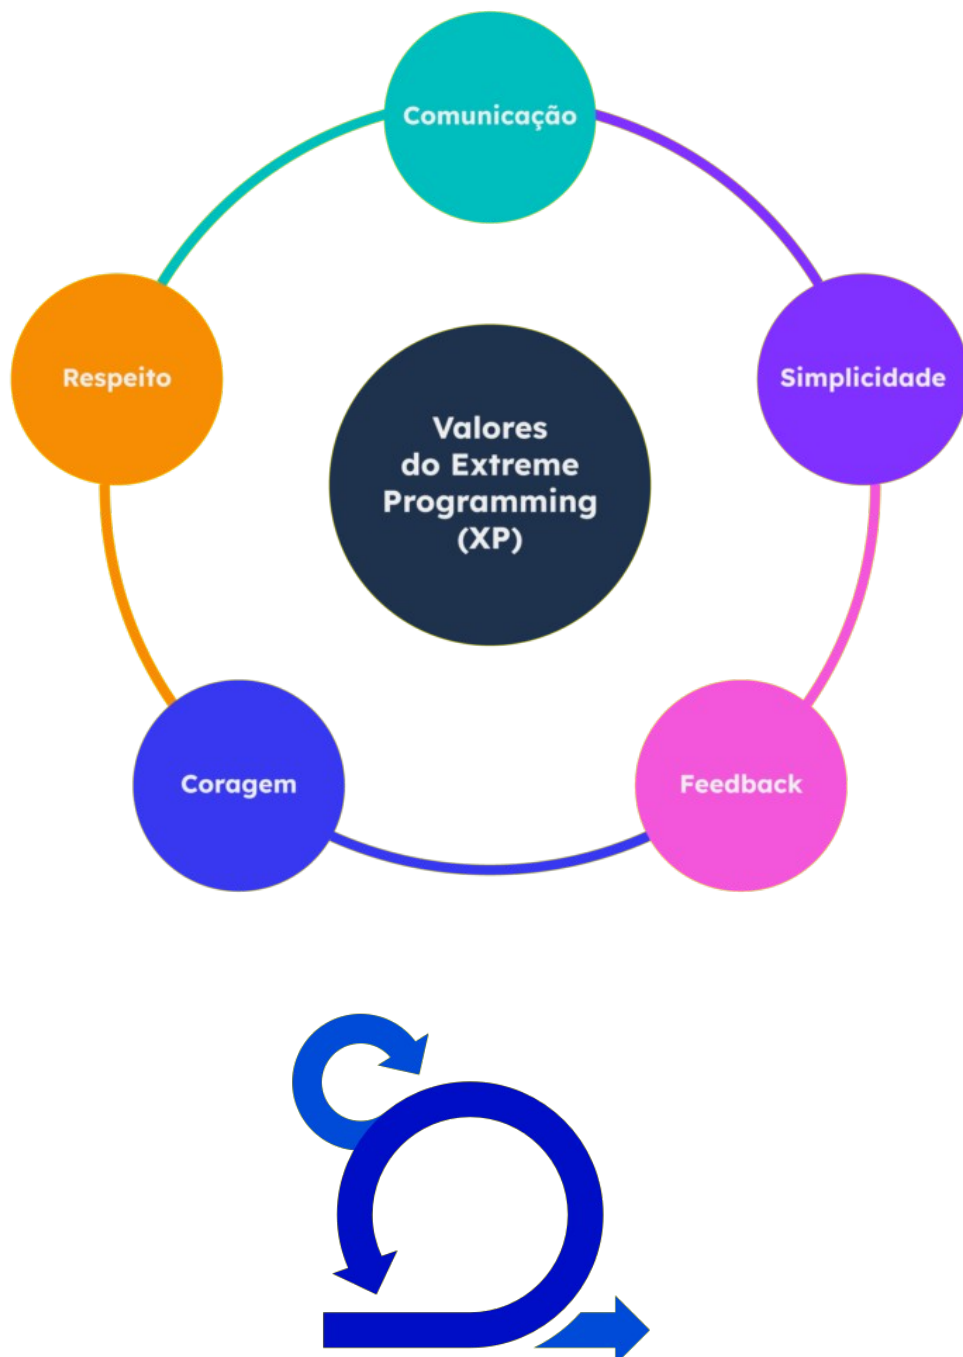 Comunicação
Respeito
Simplicidade
Valores
do Extreme
Programming
(XP)
Coragem
Feedback